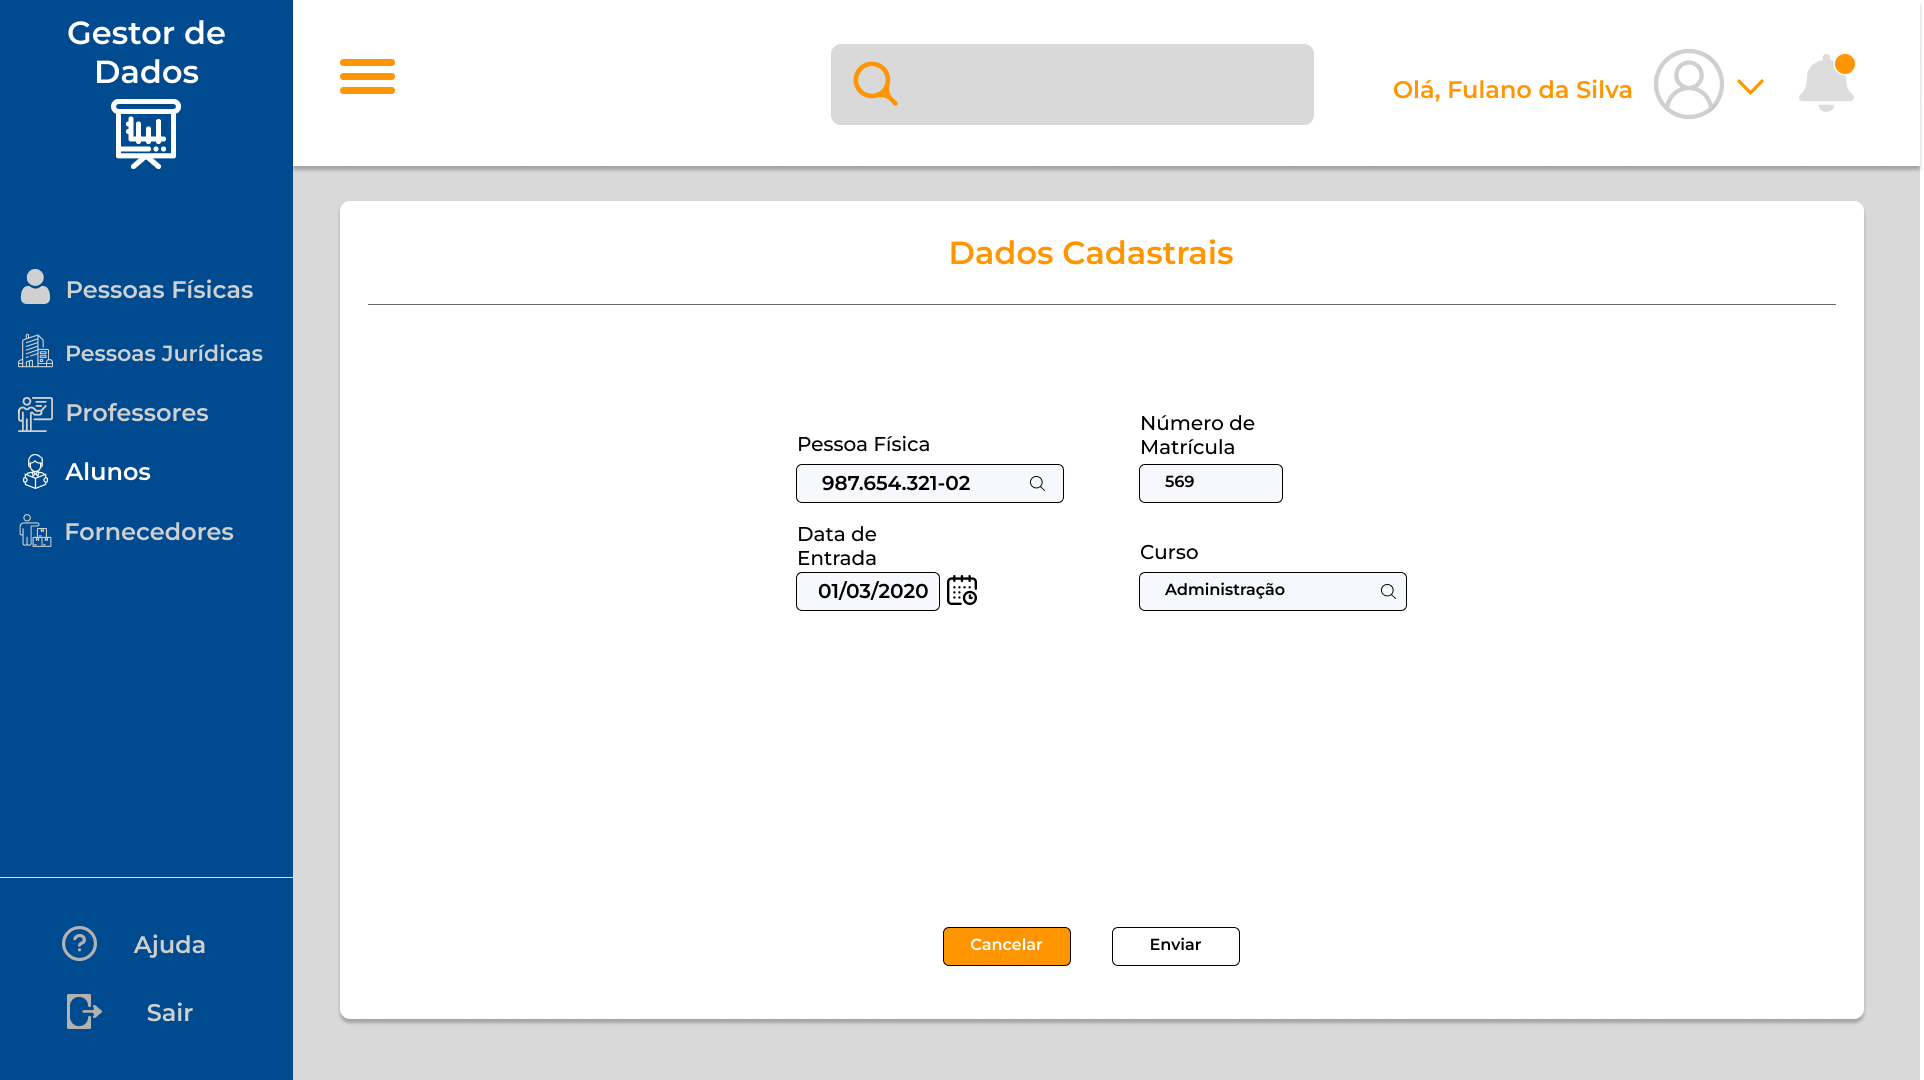 Gestor de
Dados
Pessoas Físicas
Pessoas Jurídicas
Professores
Alunos
Fornecedores
Ajuda
Sair
Olá, Fulano da Silva
Dados Cadastrais
Pessoa Física
987.654.321-02
Número de
Matrícula
569
Data de
Entrada
01/03/2020
Curso
Administração
Cancelar
Enviar